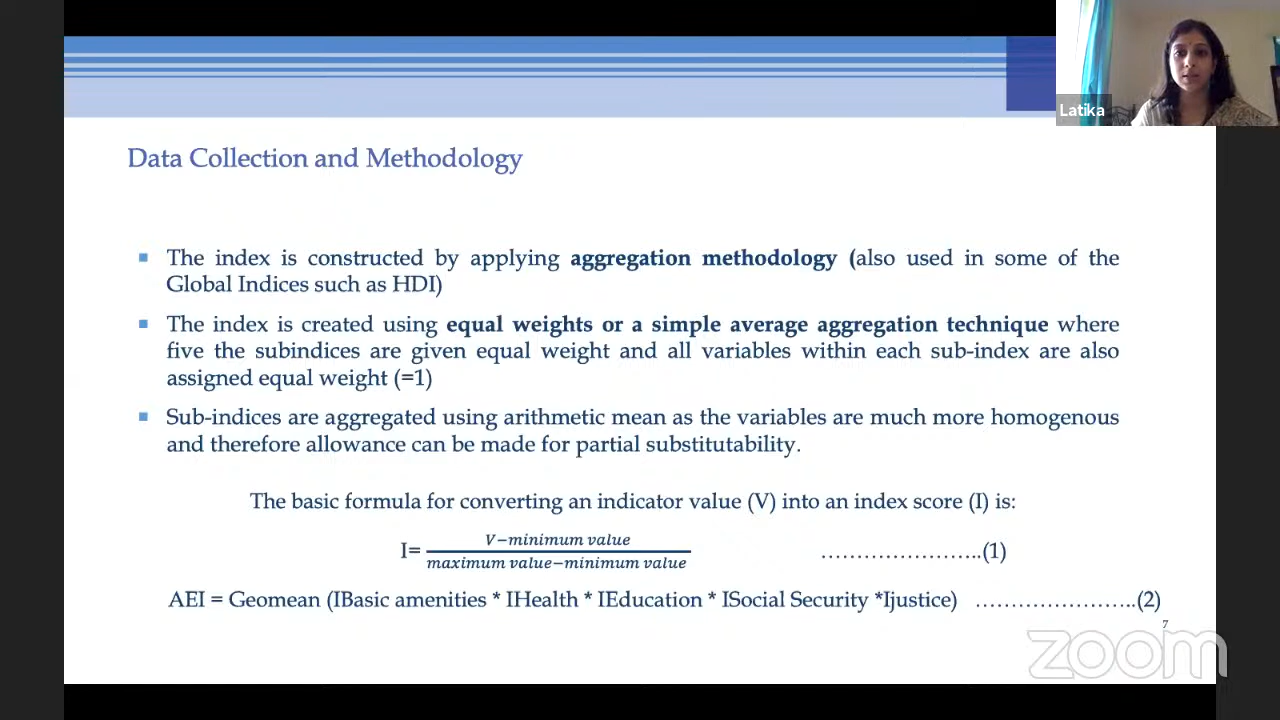 Latika
Data Collection and Methodology
▪ The index is constructed by applying aggregation methodology (also used in some of the
Global Indices such as HDI)
▪ The index is created using equal weights or a simple average aggregation technique where
five the subindices are given equal weight and all variables within each sub-index are also
assigned equal weight (=1)
▪ Sub-indices are aggregated using arithmetic mean as the variables are much more homogenous
and therefore allowance can be made for partial substitutability.
The basic formula for converting an indicator value (V) into an index score (I) is:
V−minimum value
I= …………………..(1)
maximum value−minimum value
AEI = Geomean (IBasic amenities * IHealth * IEducation * ISocial Security *Ijustice) …………………..(2)
7
zoom